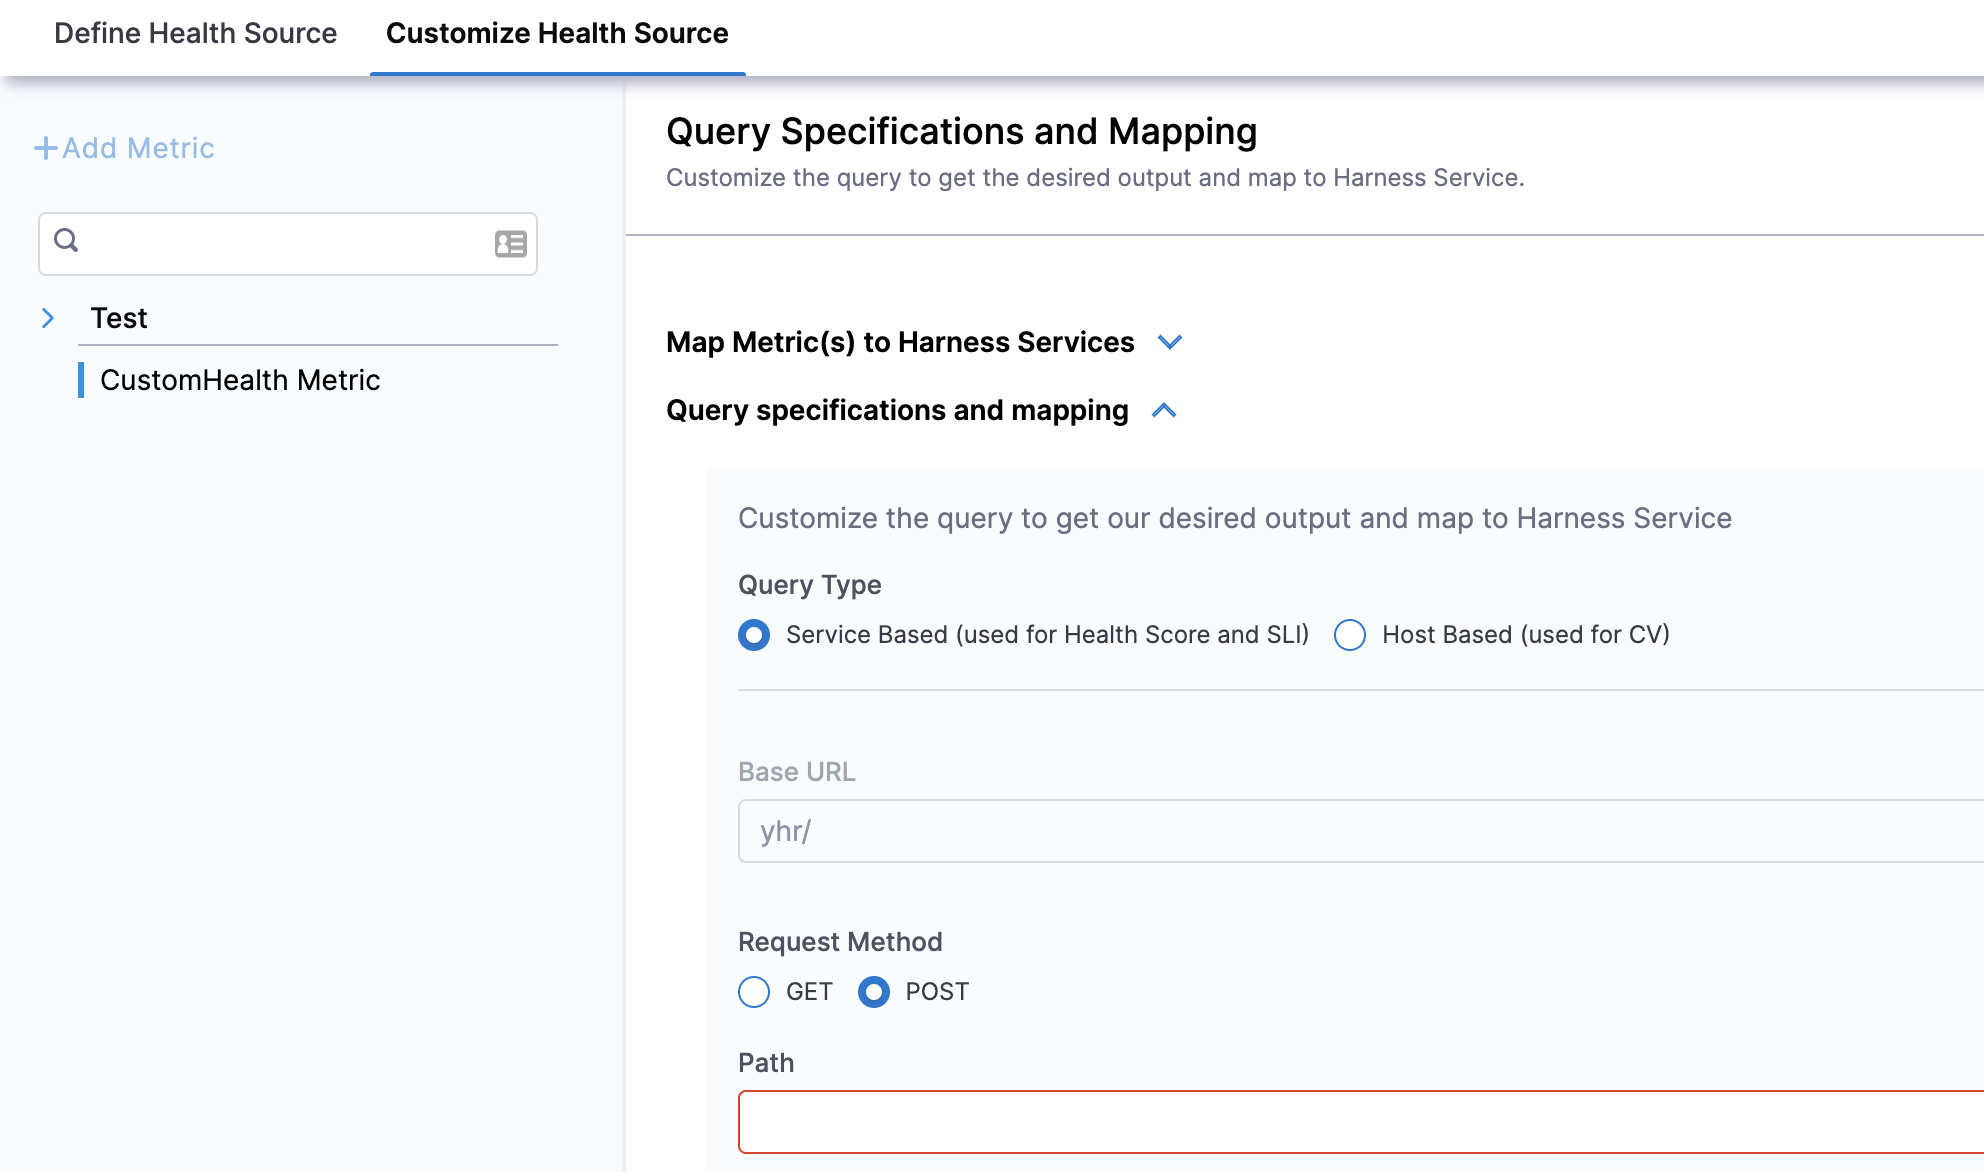 Define Health Source
Customize Health Source
+Add Metric
Test
CustomHealth Metric
Query Specifications and Mapping
Customize the query to get the desired output and map to Harness Service.
Map Metric(s) to Harness Services
Query specifications and mapping
Customize the query to get our desired output and map to Harness Service
Query Type
Service Based (used for Health Score and SLI)
Host Based (used for CV)
Base URL
yhr/
Request Method
GET
POST
Path